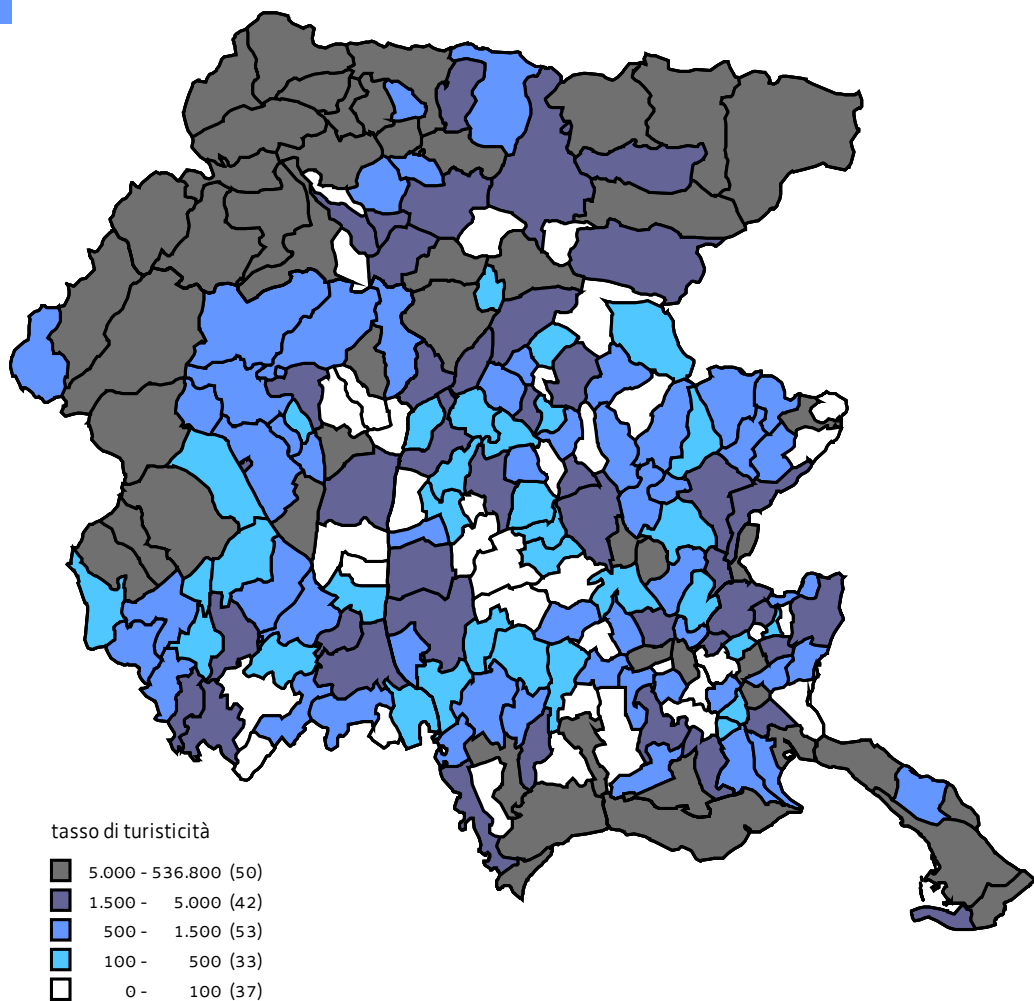 tasso di turisticità
5.000 - 536.800 (50)
1.500 - 5.000 (42)
500 - 1.500 (53)
100 - 500 (33)
0 - 100 (37)